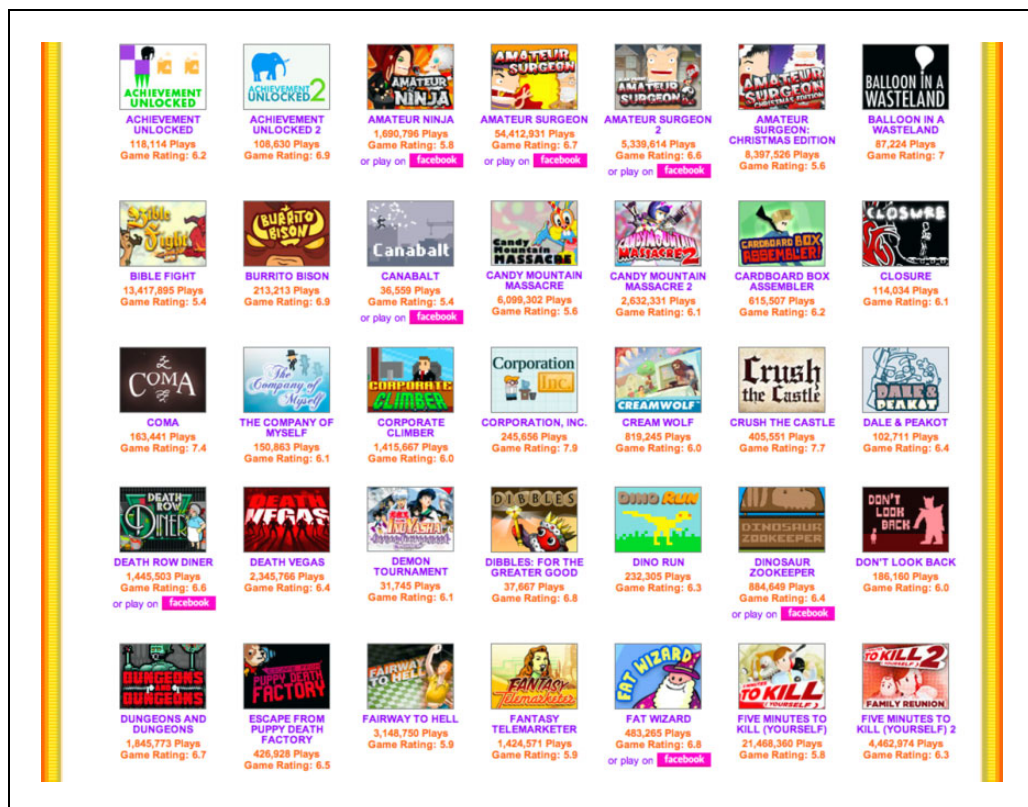 ACHIEVEMENT UNLOCKED
ACHIEVEMENT
UNLOCKED
118,114 Plays
Game Rating: 6.2
ACHIEVEMENT UNLOCKED 2
ACHIEVEMENT
UNLOCKED 2
108,630 Plays
Game Rating: 6.9
AMATEUR NINJA
AMATEUR NINJA
1,690,796 Plays
Game Rating: 5.8
or play on facebook
AMATEUR SURGEON
AMATEUR SURGEON
54,412,931 Plays
Game Rating: 6.7
or play on facebook
AMATEUR SURGEON 2
AMATEUR SURGEON
2
5,339,614 Plays
Game Rating: 6.6
or play on facebook
AMATEUR SURGEON CHRISTMAS EDITION
AMATEUR
SURGEON:
CHRISTMAS EDITION
8,397,526 Plays
Game Rating: 5.6
BALLOON IN A WASTELAND
BALLOON IN A
WASTELAND
87,224 Plays
Game Rating: 7
Bible Fight
BIBLE FIGHT
13,417,895 Plays
Game Rating: 5.4
BURRITO BISON
BURRITO BISON
213,213 Plays
Game Rating: 6.9
Canabalt
CANABALT
36,559 Plays
Game Rating: 5.4
or play on facebook
Candy Mountain MASSACRE
CANDY MOUNTAIN
MASSACRE
6,099,302 Plays
Game Rating: 5.6
CANDY MOUNTAIN MASSACRE 2
CANDY MOUNTAIN
MASSACRE 2
2,632,331 Plays
Game Rating: 6.1
CARDBOARD BOX ASSEMBLER!
CARDBOARD BOX
ASSEMBLER
615,507 Plays
Game Rating: 6.2
CLOSURE
CLOSURE
114,034 Plays
Game Rating: 6.1
COMA
COMA
163,441 Plays
Game Rating: 7.4
The Company of Myself
THE COMPANY OF
MYSELF
150,863 Plays
Game Rating: 6.1
CORPORATE CLIMBER
CORPORATE
CLIMBER
1,415,667 Plays
Game Rating: 6.0
Corporation Inc.
CORPORATION, INC.
245,656 Plays
Game Rating: 7.9
CREAMWOLF
CREAM WOLF
819,245 Plays
Game Rating: 6.0
Crush the Castle
CRUSH THE CASTLE
405,551 Plays
Game Rating: 7.7
DALE & PEAKOT
DALE & PEAKOT
102,711 Plays
Game Rating: 6.4
DEATH ROW DINER
DEATH ROW DINER
1,445,503 Plays
Game Rating: 6.6
or play on facebook
DEATH VEGAS
DEATH VEGAS
2,345,766 Plays
Game Rating: 6.4
INUYASHA
DEMON
TOURNAMENT
31,745 Plays
Game Rating: 6.1
DIBBLES
DIBBLES: FOR THE
GREATER GOOD
37,667 Plays
Game Rating: 6.8
DINO RUN
DINO RUN
232,305 Plays
Game Rating: 6.3
DINOSAUR ZOOKEEPER
DINOSAUR
ZOOKEEPER
884,649 Plays
Game Rating: 6.4
or play on facebook
DON'T LOOK BACK
DON'T LOOK BACK
186,160 Plays
Game Rating: 6.0
DUNGEONS AND DUNGEONS
DUNGEONS AND
DUNGEONS
1,845,773 Plays
Game Rating: 6.7
ESCAPE FROM PUPPY DEATH FACTORY
ESCAPE FROM
PUPPY DEATH
FACTORY
426,928 Plays
Game Rating: 6.5
FAIRWAY TO HELL
FAIRWAY TO HELL
3,148,750 Plays
Game Rating: 5.9
FANTASY Telemarketer
FANTASY
TELEMARKETER
1,424,571 Plays
Game Rating: 5.9
FAT WIZARD
FAT WIZARD
483,265 Plays
Game Rating: 6.8
or play on facebook
TO KILL (YOURSELF)
FIVE MINUTES TO
KILL (YOURSELF)
21,468,360 Plays
Game Rating: 5.8
TO KILL (YOURSELF) 2 FAMILY REUNION
FIVE MINUTES TO
KILL (YOURSELF) 2
4,462,974 Plays
Game Rating: 6.3